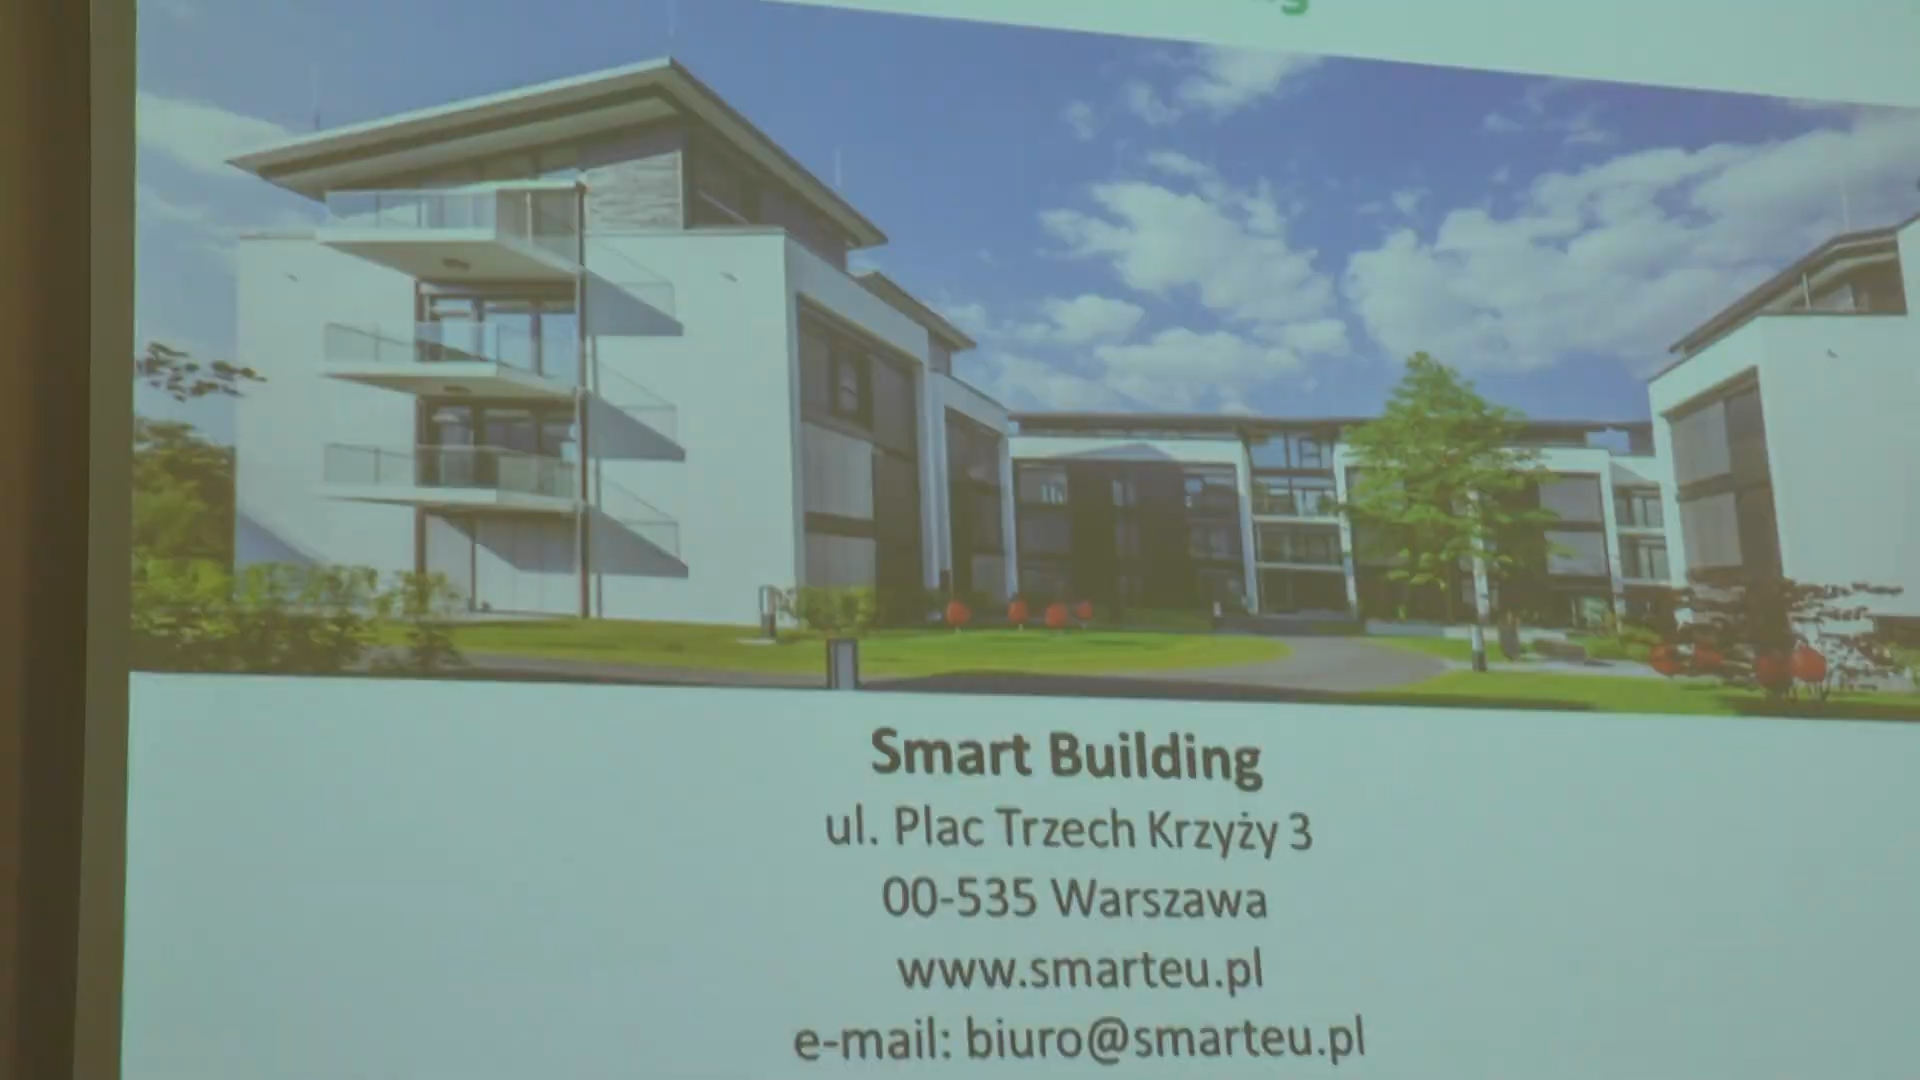 Smart Building
ul. Plac Trzech Krzyży 3
00-535 Warszawa
www.smarteu.pl
e-mail: biuro@smarteu.pl